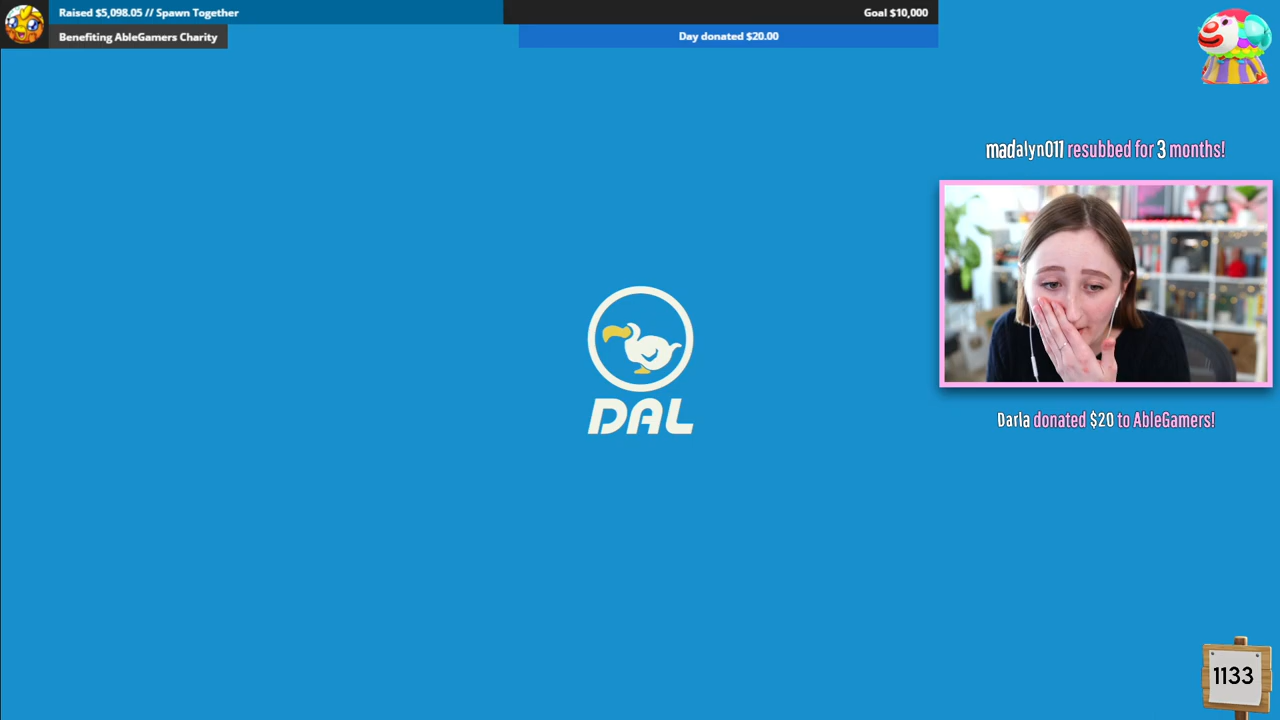 Raised $5,098.05 // Spawn Together
Goal $10,000
Benefiting AbleGamers Charity
Day donated $20.00
madalyn011 resubbed for 3 months!
DAL
Darla donated $20 to AbleGamers!
1133